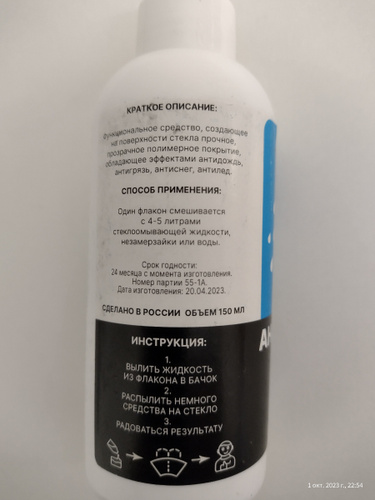 КРАТКОЕ ОПИСАНИЕ:
Функциональное средство, создающее
на поверхности стекла прочное,
прозрачное полимерное покрытие,
обладающее эффектами антидождь,
антигрязь, антиснег, антилед.
СПОСОБ ПРИМЕНЕНИЯ:
Один флакон смешивается
с 4-5 литрами
стеклоомывающей жидкости,
незамерзайки или воды.
Срок годности:
24 месяца с момента изготовления.
Номер партии 55-1А.
Дата изготовления: 20.04.2023.
СДЕЛАНО В РОССИИ ОБЪЕМ 150 МЛ
ИНСТРУКЦИЯ:
1.
ВЫЛИТЬ ЖИДКОСТЬ
ИЗ ФЛАКОНА В БАЧОК
2.
РАСПЫЛИТЬ НЕМНОГО
СРЕДСТВА НА СТЕКЛО
3.
РАДОВАТЬСЯ РЕЗУЛЬТАТУ
1 окт. 2023 г., 22:54